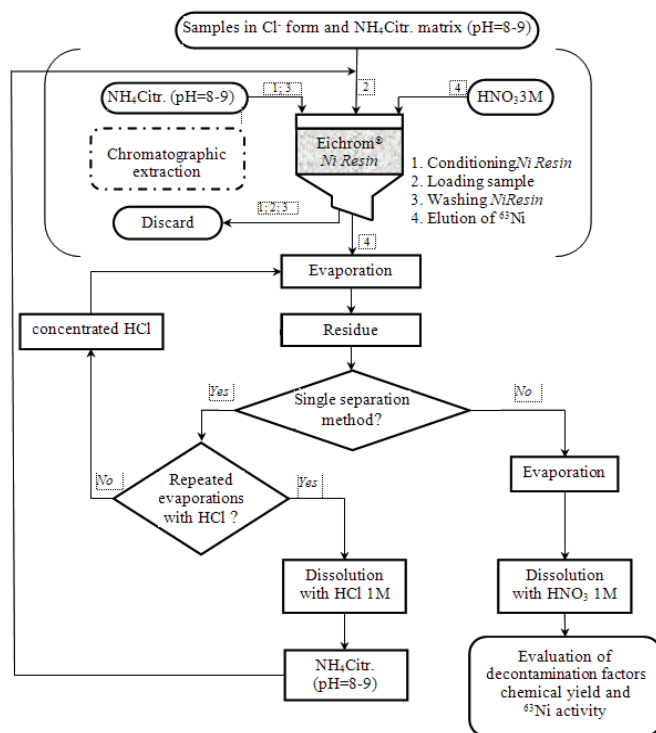 Samples in Cl⁻ form and NH₄Citr. matrix (pH=8-9)
NH₄Citr. (pH=8-9)
1; 3
2
4
HNO₃3M
Eichrom®
Ni Resin
Chromatographic
extraction
1. ConditioningNi Resin
2. Loading sample
3. Washing NiResin
4. Elution of ⁶³Ni
Discard
1; 2; 3
4
Evaporation
concentrated HCl
Residue
Yes
Single separation
method?
No
No
Repeated
evaporations
with HCl ?
Yes
Evaporation
Dissolution
with HCl 1M
Dissolution
with HNO₃ 1M
NH₄Citr.
(pH=8-9)
Evaluation of
decontamination factors
chemical yield and
⁶³Ni activity